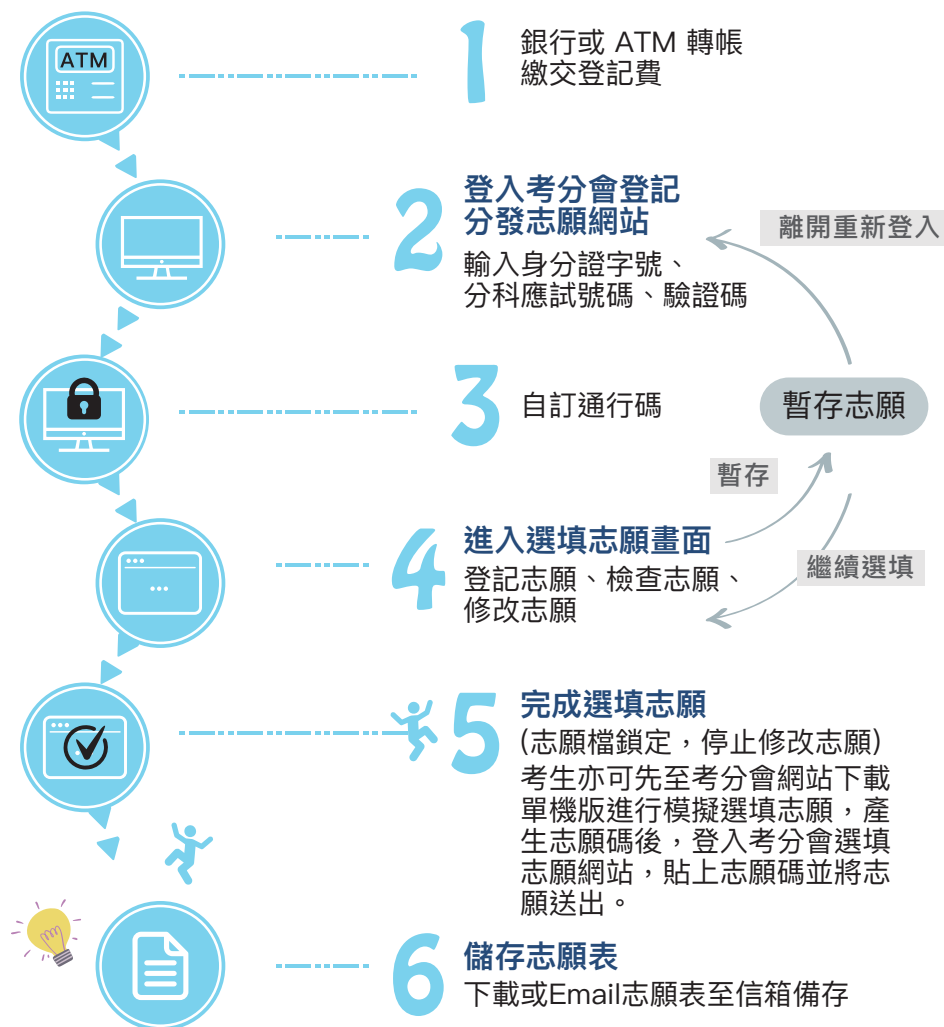 ATM
1
銀行或 ATM 轉帳
繳交登記費
2
登入考分會登記
分發志願網站
輸入身分證字號、
分科應試號碼、驗證碼
離開重新登入
3
自訂通行碼
暫存志願
暫存
4
進入選填志願畫面
登記志願、檢查志願、
修改志願
繼續選填
5
完成選填志願
(志願檔鎖定，停止修改志願)
考生亦可先至考分會網站下載
單機版進行模擬選填志願，產
生志願碼後，登入考分會選填
志願網站，貼上志願碼並將志
願送出。
6
儲存志願表
下載或Email志願表至信箱備存